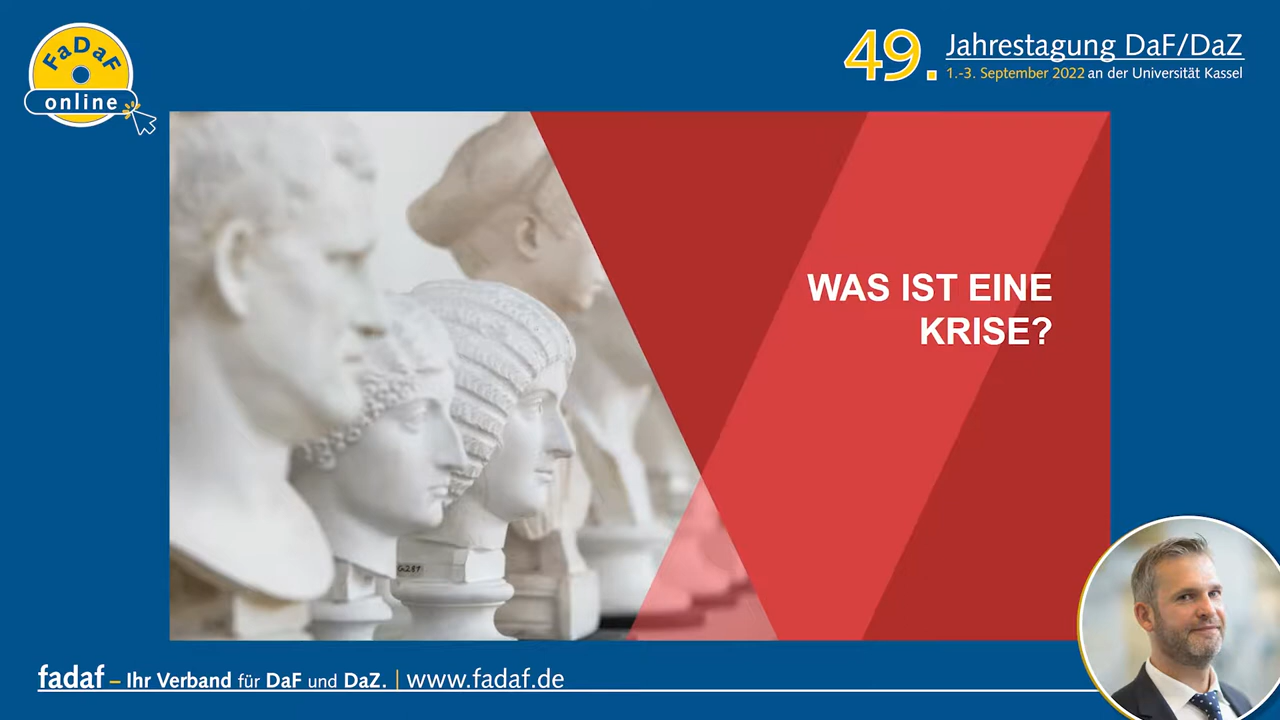 FaDaF
online
49. Jahrestagung DaF/DaZ
1.-3. September 2022 an der Universität Kassel
WAS IST EINE
KRISE?
G281
fadaf – Ihr Verband für DaF und DaZ. | www.fadaf.de